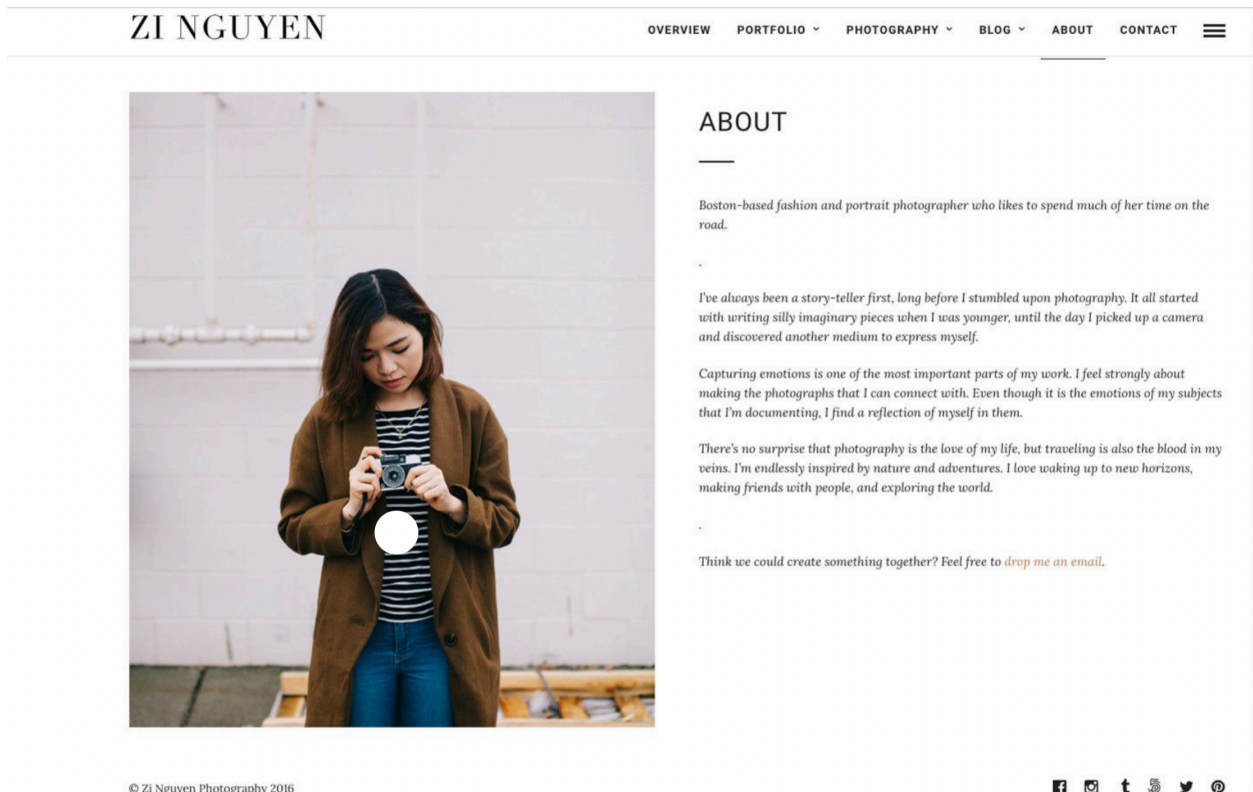 ZI NGUYEN
OVERVIEW PORTFOLIO PHOTOGRAPHY BLOG ABOUT CONTACT
ABOUT
Boston-based fashion and portrait photographer who likes to spend much of her time on the
road.
.
I've always been a story-teller first, long before I stumbled upon photography. It all started
with writing silly imaginary pieces when I was younger, until the day I picked up a camera
and discovered another medium to express myself.
Capturing emotions is one of the most important parts of my work. I feel strongly about
making the photographs that I can connect with. Even though it is the emotions of my subjects
that I'm documenting, I find a reflection of myself in them.
There's no surprise that photography is the love of my life, but traveling is also the blood in my
veins. I'm endlessly inspired by nature and adventures. I love waking up to new horizons,
making friends with people, and exploring the world.
.
Think we could create something together? Feel free to drop me an email.
© Zi Nguyen Photography 2016